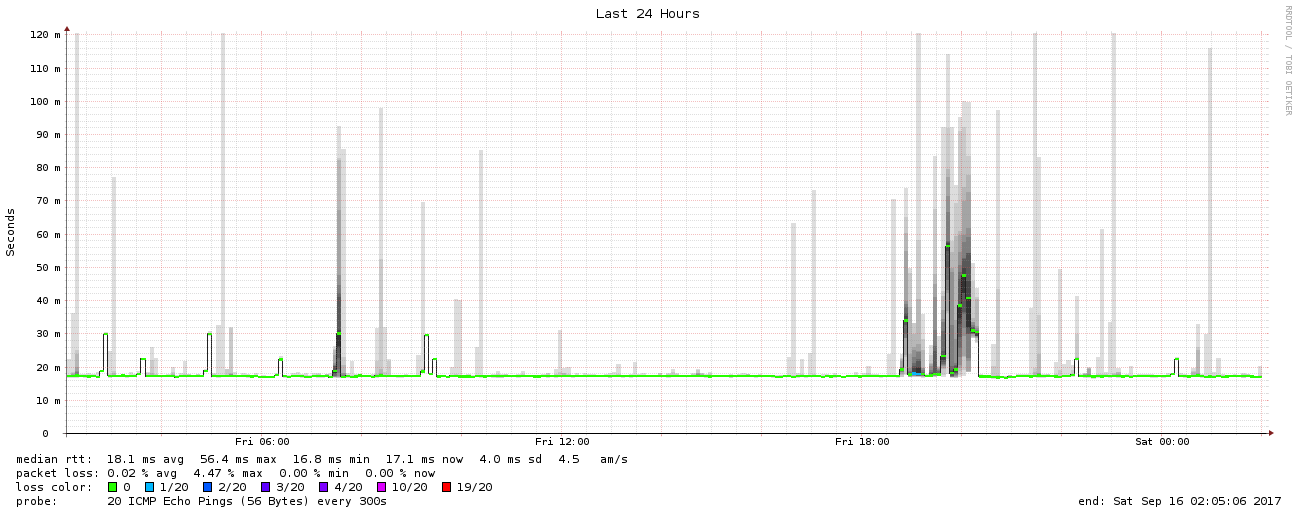 Last 24 Hours
RRDTOOL / TOBI OETIKER
Seconds
120 m
110 m
100 m
90 m
80 m
70 m
60 m
50 m
40 m
30 m
20 m
10 m
0
Fri 06:00 Fri 12:00 Fri 18:00 Sat 00:00
median rtt: 18.1 ms avg 56.4 ms max 16.8 ms min 17.1 ms now 4.0 ms sd 4.5 am/s
packet loss: 0.02 % avg 4.47 % max 0.00 % min 0.00 % now
loss color: 0 1/20 2/20 3/20 4/20 10/20 19/20
probe: 20 ICMP Echo Pings (56 Bytes) every 300s end: Sat Sep 16 02:05:06 2017